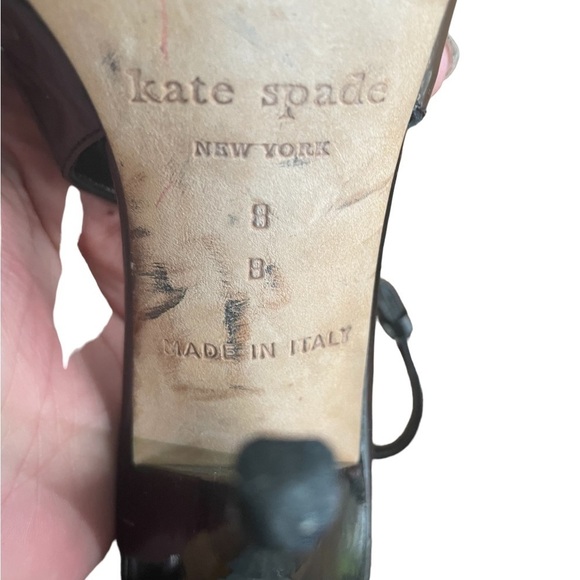 kate spade
NEW YORK
8
B
MADE IN ITALY